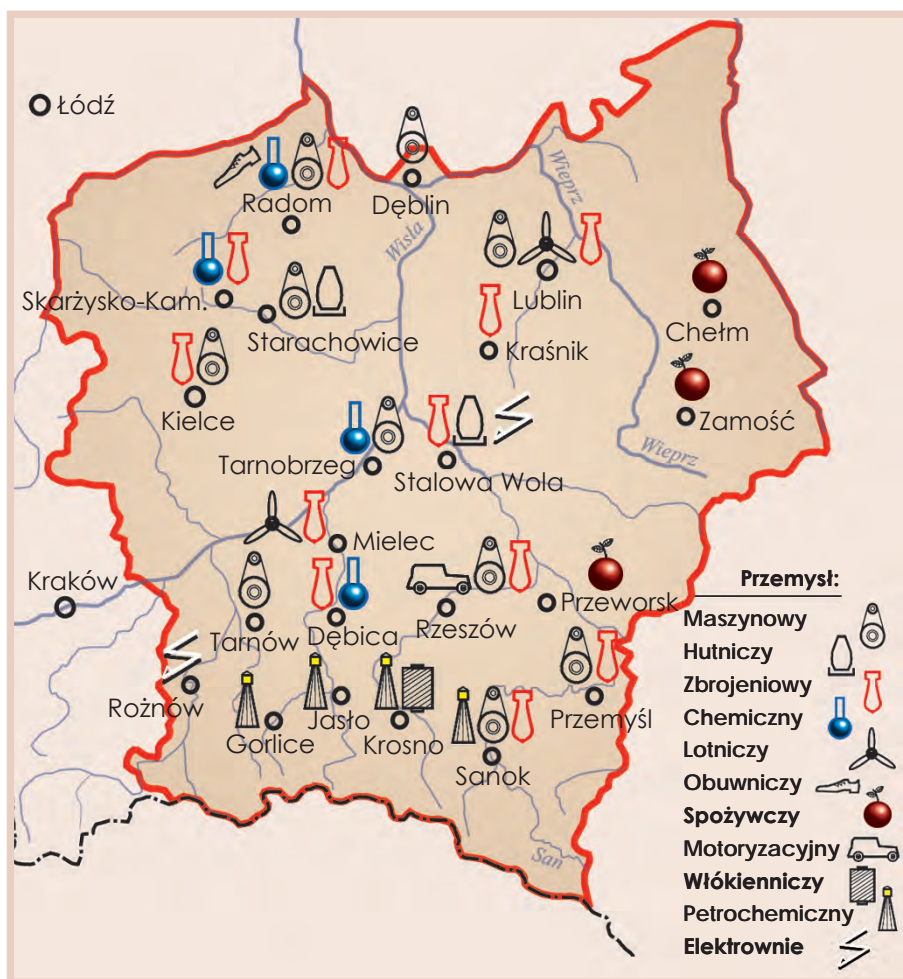 Łódź
Radom
Dęblin
Wieprz
Wisła
Skarżysko-Kam.
Starachowice
Lublin
Kraśnik
Chełm
Kielce
Zamość
Tarnobrzeg
Stalowa Wola
Wieprz
Mielec
Kraków
Tarnów
Dębica
Rzeszów
Przeworsk
Rożnów
Gorlice
Jasło
Krosno
Sanok
Przemyśl
San
Przemysł:
Maszynowy
Hutniczy
Zbrojeniowy
Chemiczny
Lotniczy
Obuwniczy
Spożywczy
Motoryzacyjny
Włókienniczy
Petrochemiczny
Elektrownie